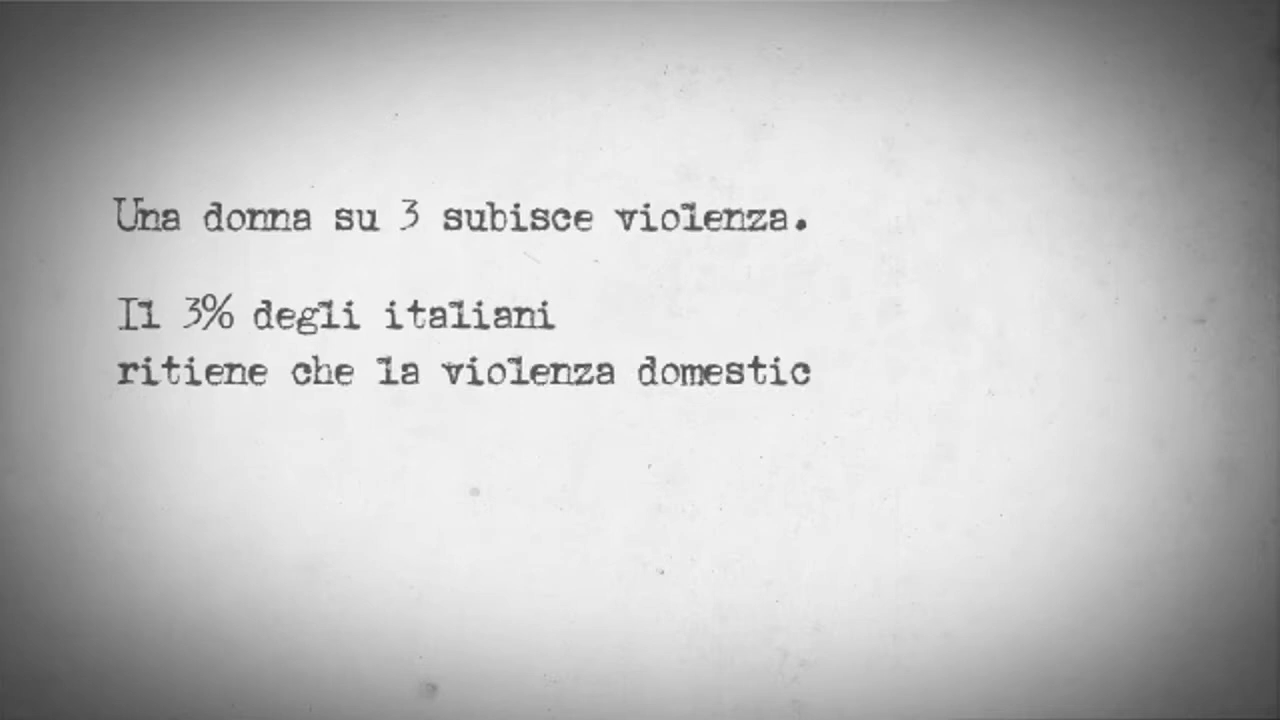 Una donna su 3 subisce violenza.
Il 3% degli italiani
ritiene che la violenza domestic